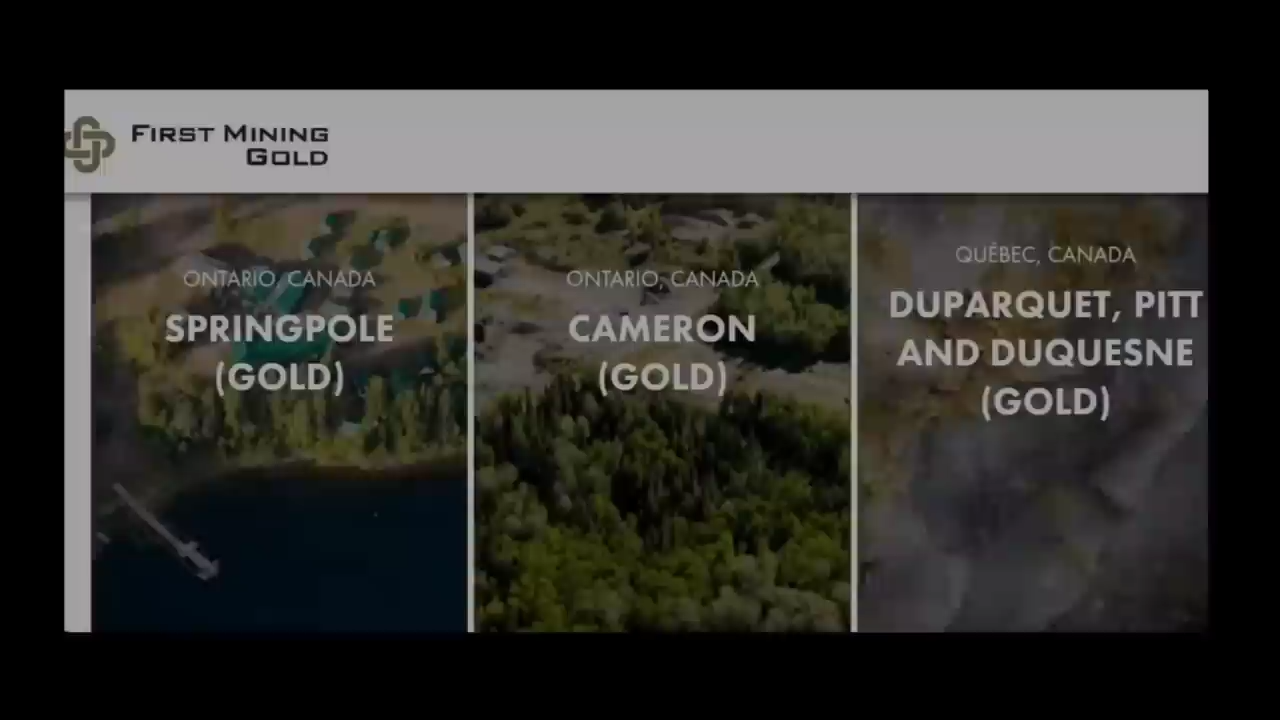 FIRST MINING
GOLD
ONTARIO, CANADA
SPRINGPOLE
(GOLD)
ONTARIO, CANADA
CAMERON
(GOLD)
QUÉBEC, CANADA
DUPARQUET, PITT
AND DUQUESNE
(GOLD)